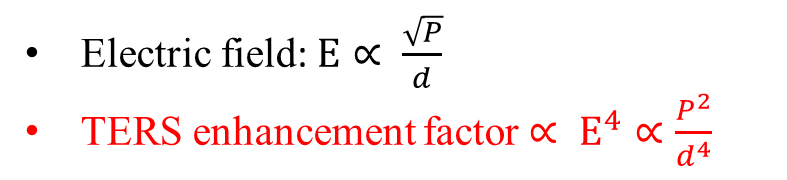 • Electric field: E ∝ √P/d
• TERS enhancement factor ∝ E⁴ ∝ P²/d⁴